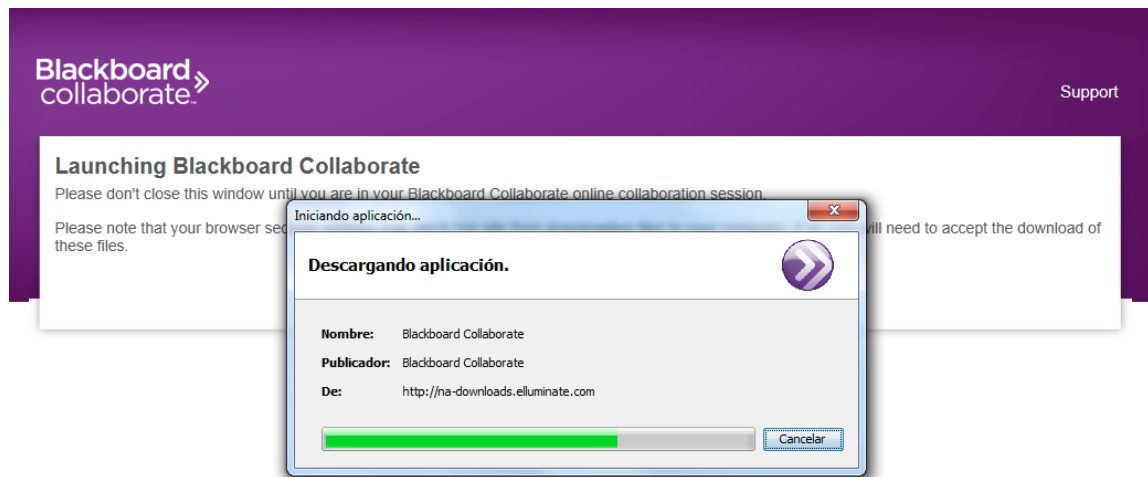 Blackboard
collaborate™
Support
Launching Blackboard Collaborate
Please don't close this window until you are in your Blackboard Collaborate online collaboration session.
Please note that your browser will need to accept the download of
these files.
Iniciando aplicación...
Descargando aplicación.
Nombre: Blackboard Collaborate
Publicador: Blackboard Collaborate
De: http://na-downloads.elluminate.com
Cancelar